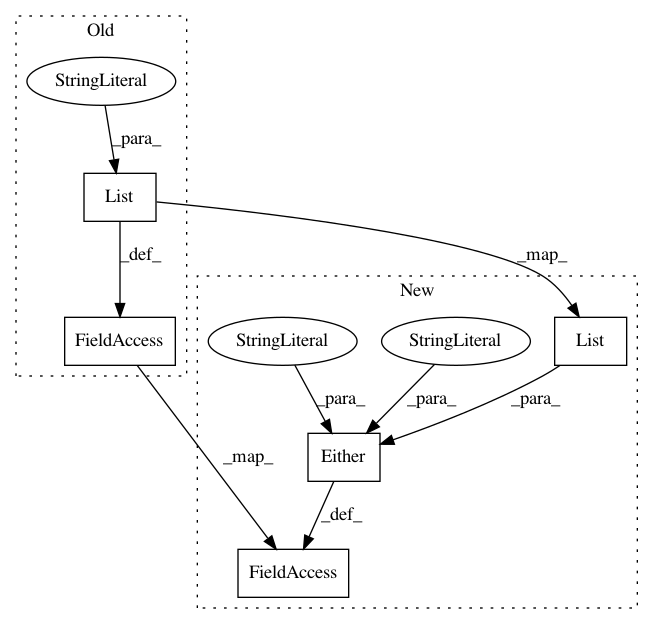 Old
StringLiteral
_para_
List
_def_
_map_
New
FieldAccess
StringLiteral
StringLiteral
List
_para_
_para_
_para_
_map_
Either
_def_
FieldAccess